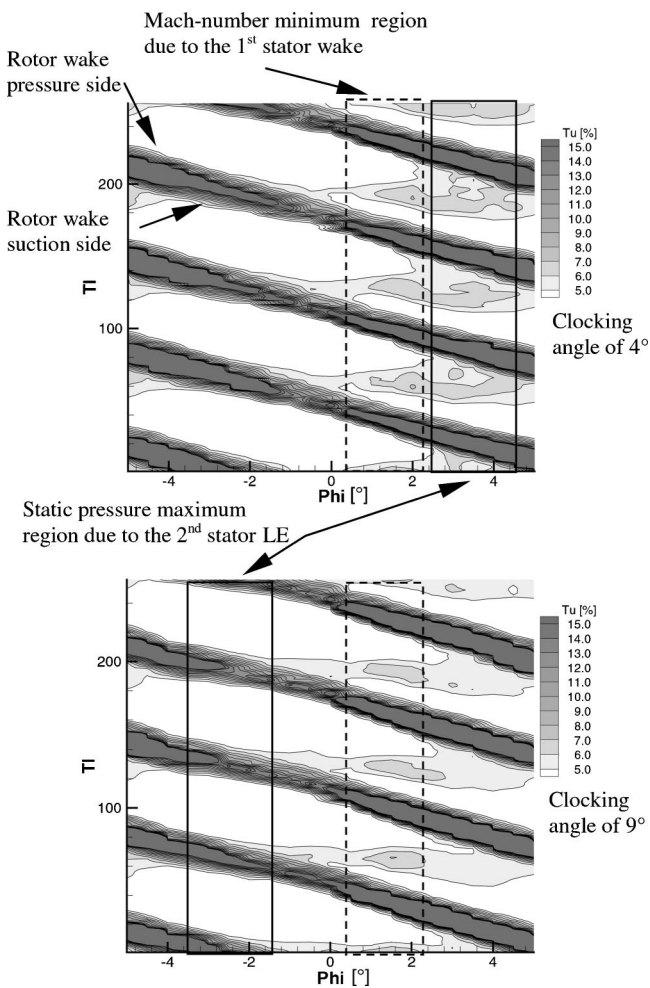 Mach-number minimum region
due to the 1st stator wake
Rotor wake
pressure side
Rotor wake
suction side
TI
200
100
-4
-2
0
2
4
Phi [°]
Tu [%]
15.0
14.0
13.0
12.0
11.0
10.0
9.0
8.0
7.0
6.0
5.0
Clocking
angle of 4°
Static pressure maximum
region due to the 2nd stator LE
TI
200
100
-4
-2
0
2
4
Phi [°]
Tu [%]
15.0
14.0
13.0
12.0
11.0
10.0
9.0
8.0
7.0
6.0
5.0
Clocking
angle of 9°